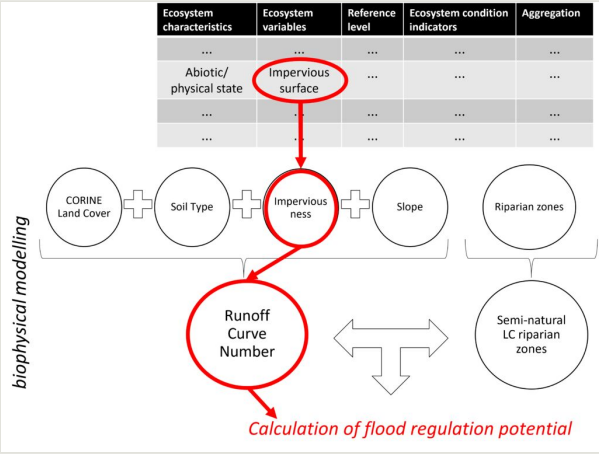 Ecosystem characteristics
Ecosystem variables
Reference level
Ecosystem condition indicators
Aggregation
... ... ... ... ...
Abiotic/
physical state
Impervious
surface
... ... ...
... ... ... ... ...
... ... ... ... ...
CORINE
Land Cover
Soil Type
Impervious
ness
Slope
Riparian zones
biophysical modelling
Runoff
Curve
Number
Semi-natural
LC riparian
zones
Calculation of flood regulation potential